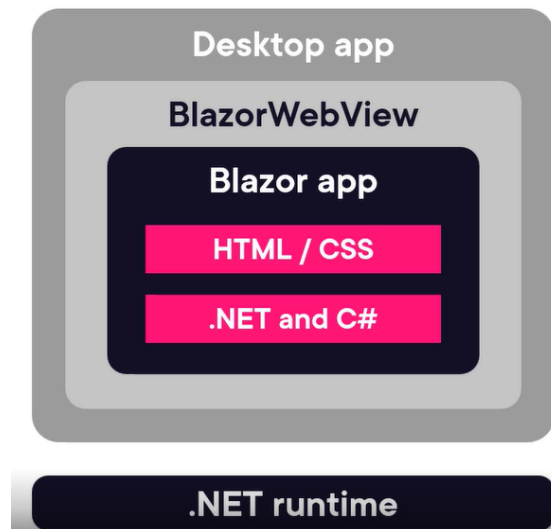 Desktop app
BlazorWebView
Blazor app
HTML / CSS
.NET and C#
.NET runtime